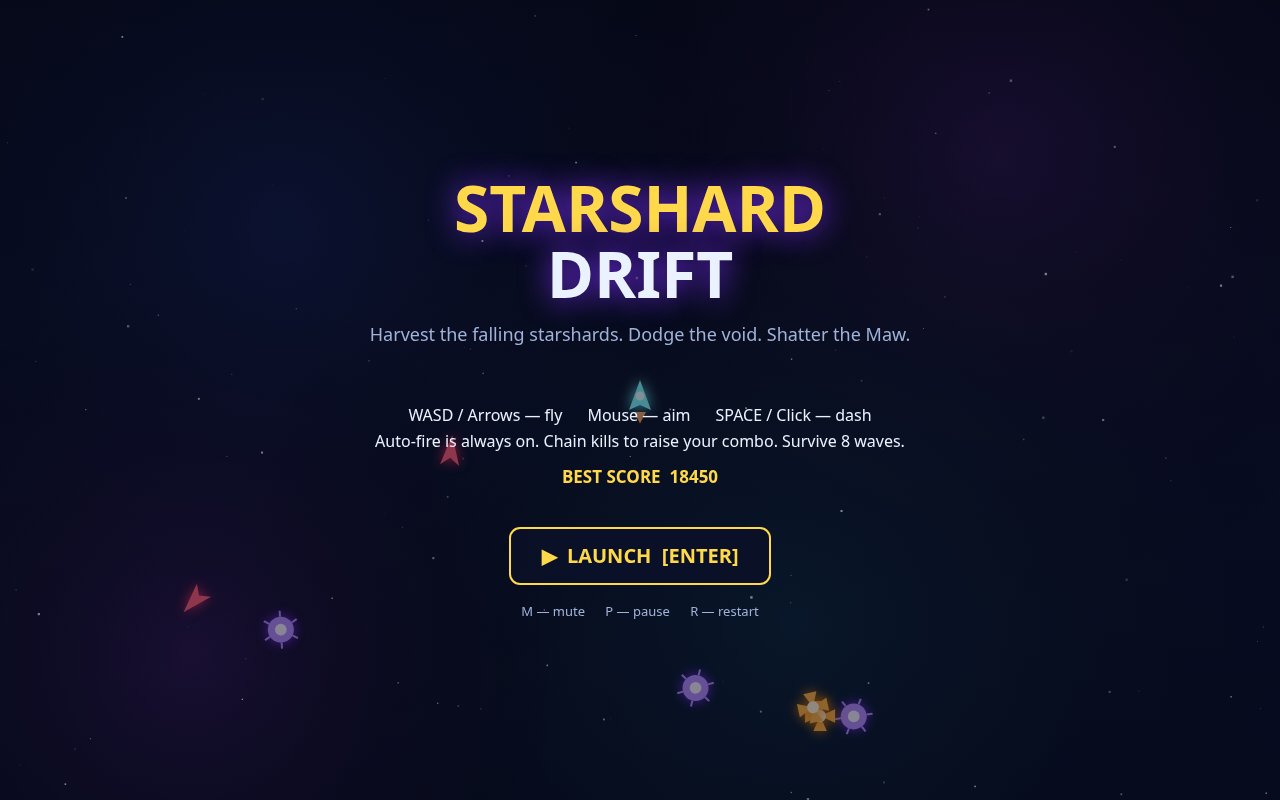 STARSHARD
DRIFT
Harvest the falling starshards. Dodge the void. Shatter the Maw.
WASD / Arrows — fly Mouse — aim SPACE / Click — dash
Auto-fire is always on. Chain kills to raise your combo. Survive 8 waves.
BEST SCORE 18450
▶ LAUNCH [ENTER]
M — mute P — pause R — restart